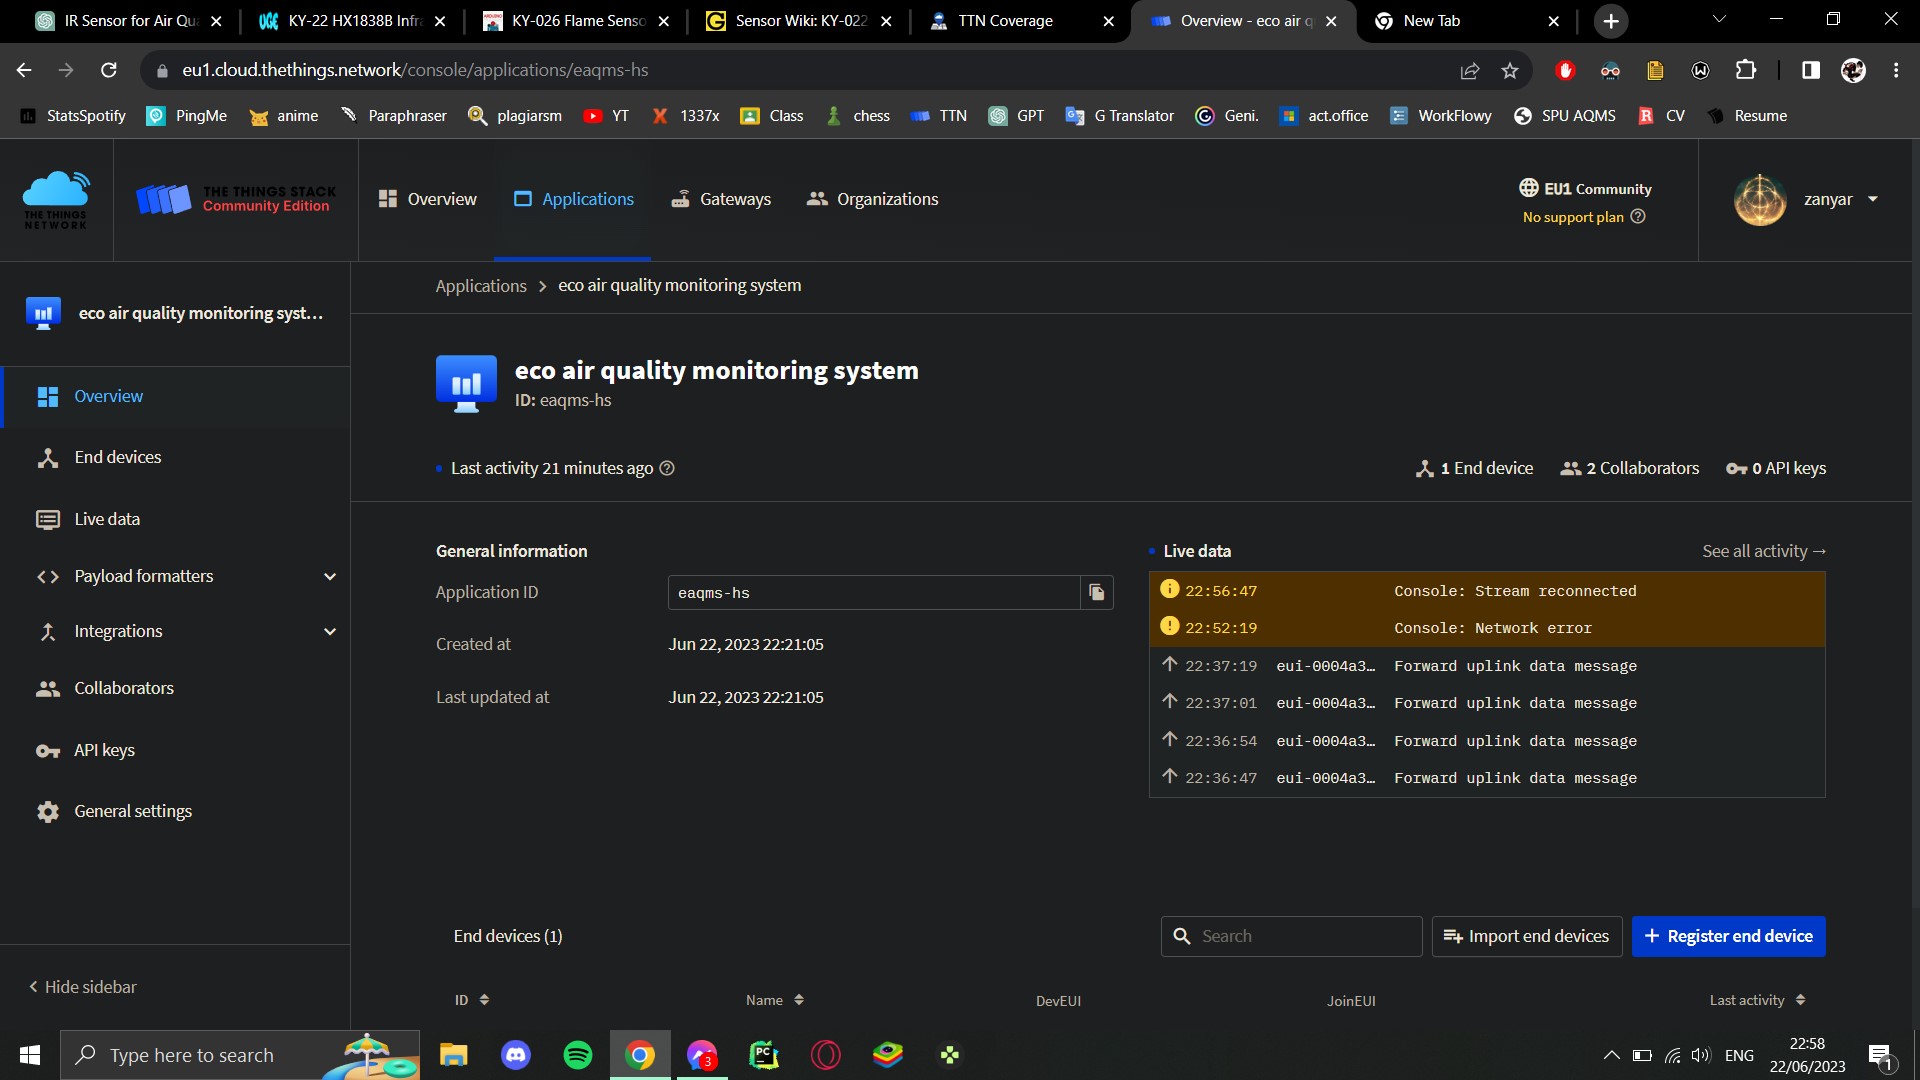 IR Sensor for Air Qua
KY-22 HX1838B Infra
KY-026 Flame Senso
Sensor Wiki: KY-022
TTN Coverage
Overview - eco air q
New Tab
eu1.cloud.thethings.network/console/applications/eaqms-hs
StatsSpotify
PingMe
anime
Paraphraser
plagiarsm
YT
1337x
Class
chess
TTN
GPT
G Translator
Geni.
act.office
WorkFlowy
SPU AQMS
CV
Resume
THE THINGS
NETWORK
THE THINGS STACK
Community Edition
Overview
Applications
Gateways
Organizations
EU1 Community
No support plan
zanyar
eco air quality monitoring syst...
Overview
End devices
Live data
Payload formatters
Integrations
Collaborators
API keys
General settings
< Hide sidebar
Applications > eco air quality monitoring system
eco air quality monitoring system
ID: eaqms-hs
Last activity 21 minutes ago
1 End device
2 Collaborators
0 API keys
General information
Application ID eaqms-hs
Created at Jun 22, 2023 22:21:05
Last updated at Jun 22, 2023 22:21:05
Live data
See all activity →
22:56:47 Console: Stream reconnected
22:52:19 Console: Network error
↑ 22:37:19 eui-0004a3… Forward uplink data message
↑ 22:37:01 eui-0004a3… Forward uplink data message
↑ 22:36:54 eui-0004a3… Forward uplink data message
↑ 22:36:47 eui-0004a3… Forward uplink data message
End devices (1)
Search
Import end devices
+ Register end device
ID
Name
DevEUI
JoinEUI
Last activity
Type here to search
PC
3
ENG
22:58
22/06/2023
1